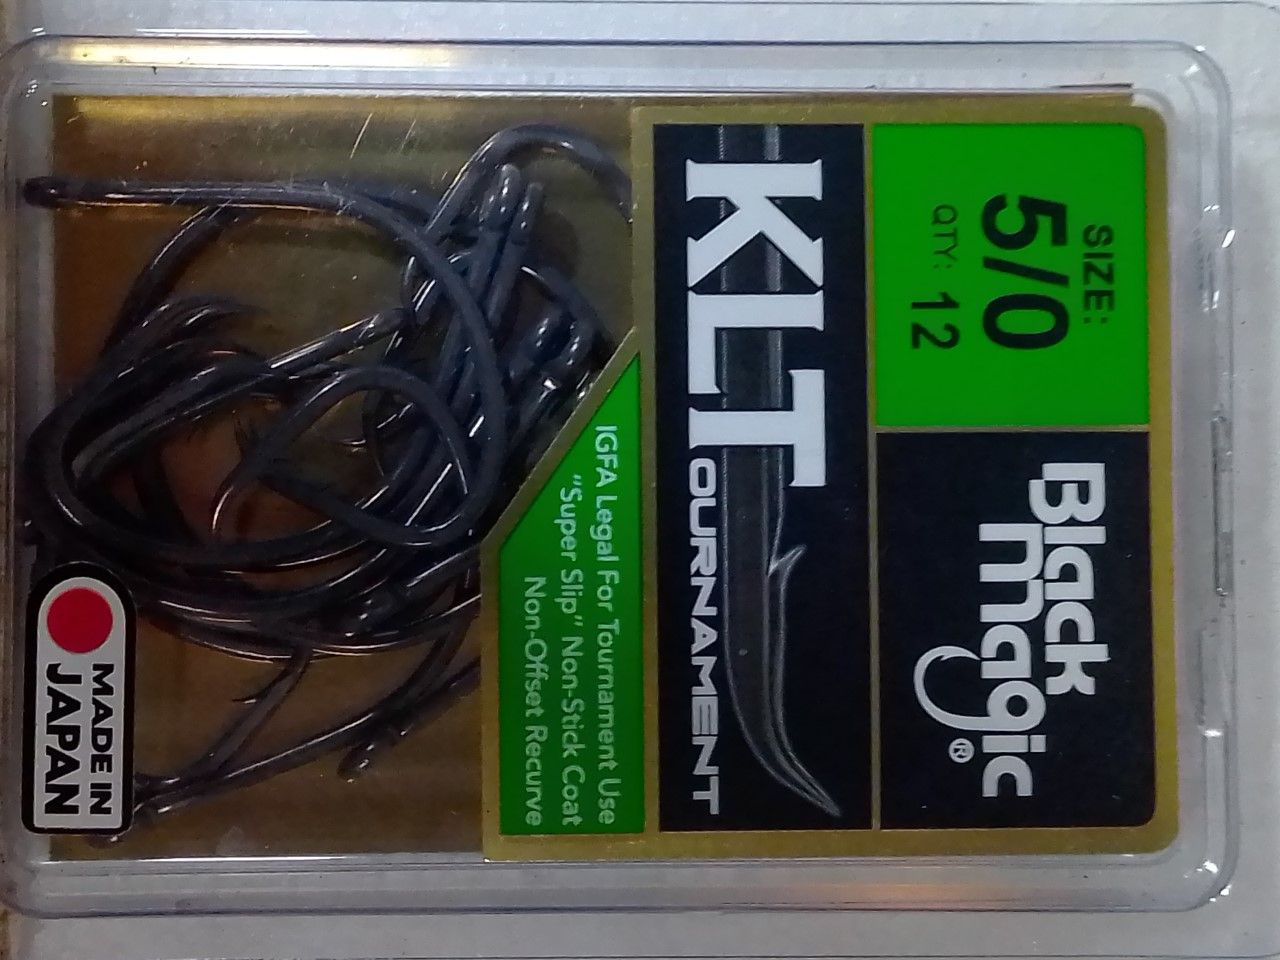 SIZE:
5/0
QTY: 12
Black
Magic®
KLT
TOURNAMENT
IGFA Legal For Tournament Use
"Super Slip" Non-Stick Coat
Non-Offset Recurve
MADE IN
JAPAN